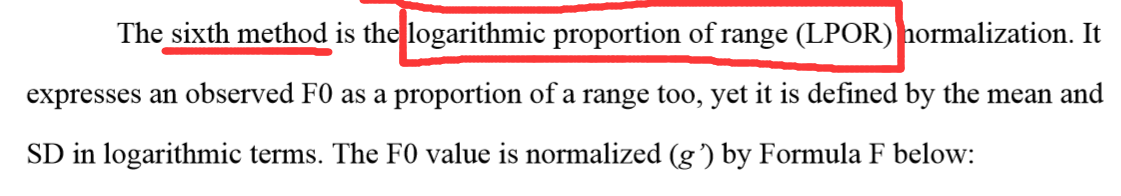 The sixth method is the logarithmic proportion of range (LPOR) normalization. It
expresses an observed F0 as a proportion of a range too, yet it is defined by the mean and
SD in logarithmic terms. The F0 value is normalized (g’) by Formula F below: